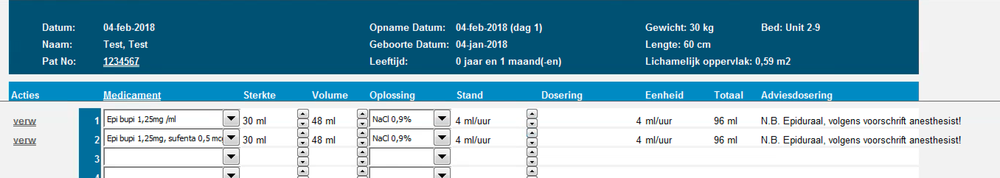 Datum: 04-feb-2018 Opname Datum: 04-feb-2018 (dag 1) Gewicht: 30 kg Bed: Unit 2-9
Naam: Test, Test Geboorte Datum: 04-jan-2018 Lengte: 60 cm
Pat No: 1234567 Leeftijd: 0 jaar en 1 maand(-en) Lichamelijk oppervlak: 0,59 m2
Acties Medicament Sterkte Volume Oplossing Stand Dosering Eenheid Totaal Adviesdosering
verw 1 Epi bupi 1,25mg /ml 30 ml 48 ml NaCl 0,9% 4 ml/uur 4 ml/uur 96 ml N.B. Epiduraal, volgens voorschrift anesthesist!
verw 2 Epi bupi 1,25mg, sufenta 0,5 30 ml 48 ml NaCl 0,9% 4 ml/uur 4 ml/uur 96 ml N.B. Epiduraal, volgens voorschrift anesthesist!
3
4